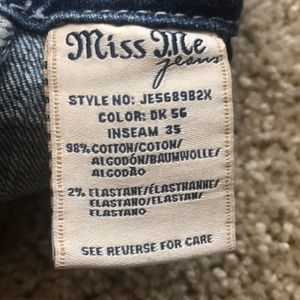 Miss Me
jeans
STYLE NO: JE5689B2X
COLOR: DK 56
INSEAM 35
98% COTTON/COTON/
ALGODÓN/BAUMWOLLE/
ALGODÃO
2% ELASTANE/ÉLASTHANNE/
ELASTANO/ELASTAN/
ELASTANO
SEE REVERSE FOR CARE